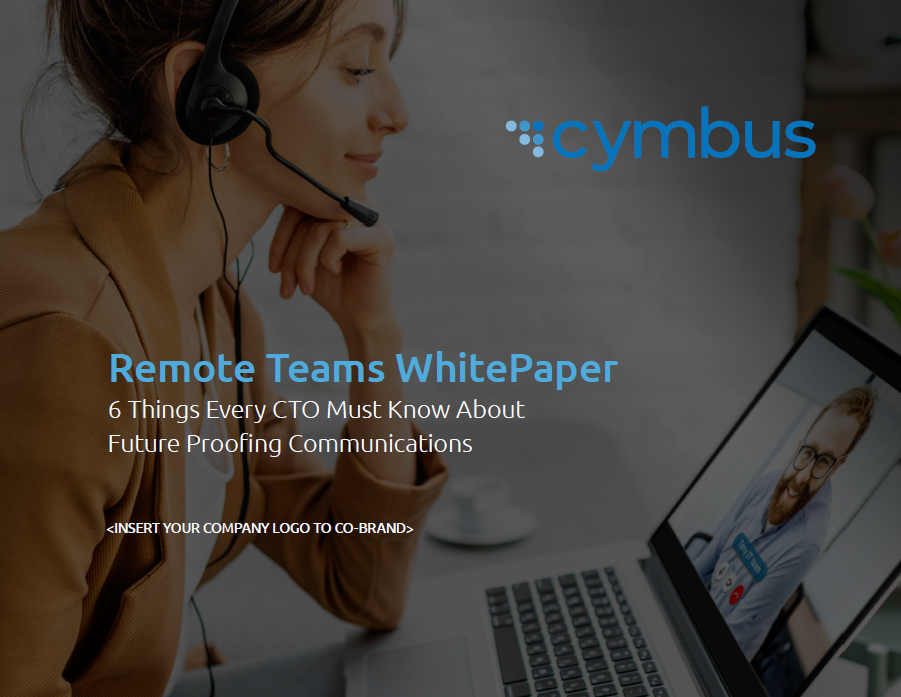 cymbus
Remote Teams WhitePaper
6 Things Every CTO Must Know About
Future Proofing Communications
<INSERT YOUR COMPANY LOGO TO CO-BRAND>